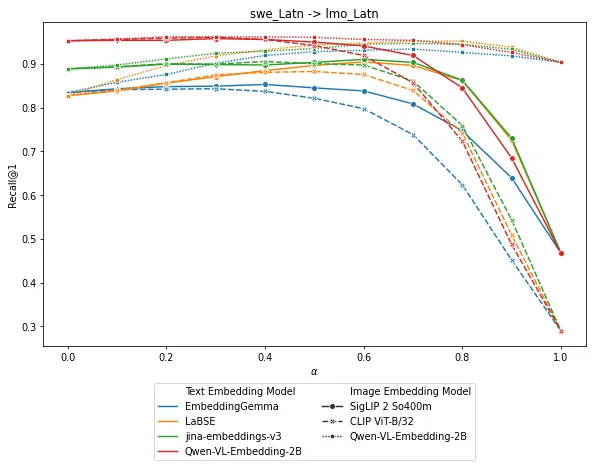 swe_Latn -> lmo_Latn
Recall@1
0.9
0.8
0.7
0.6
0.5
0.4
0.3
0.0
0.2
0.4
0.6
0.8
1.0
α
Text Embedding Model
EmbeddingGemma
LaBSE
jina-embeddings-v3
Qwen-VL-Embedding-2B
Image Embedding Model
SigLIP 2 So400m
CLIP ViT-B/32
Qwen-VL-Embedding-2B